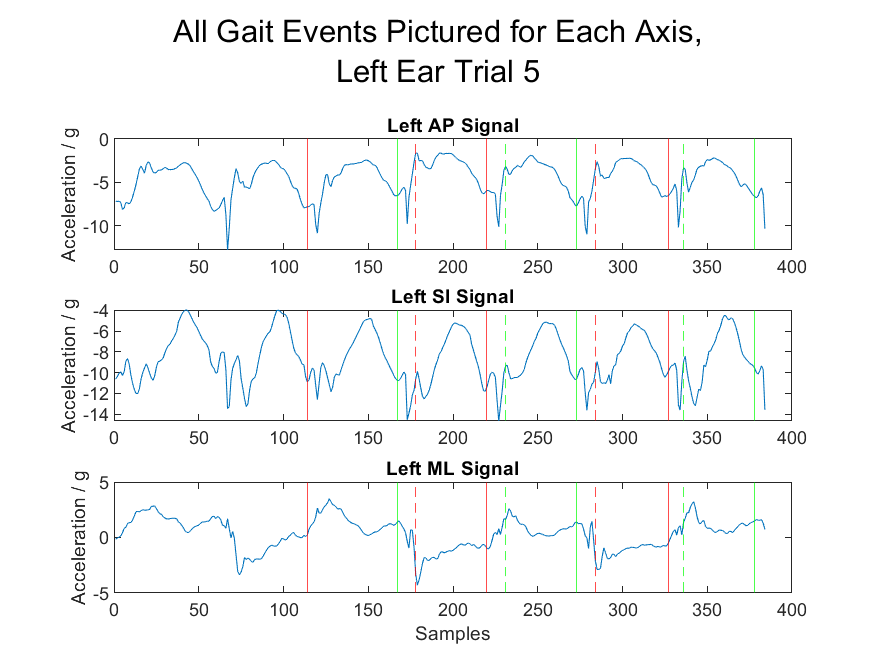 All Gait Events Pictured for Each Axis,
Left Ear Trial 5
Left AP Signal
Acceleration / g
0
-5
-10
0 50 100 150 200 250 300 350 400
Left SI Signal
Acceleration / g
-4
-6
-8
-10
-12
-14
0 50 100 150 200 250 300 350 400
Left ML Signal
Acceleration / g
5
0
-5
0 50 100 150 200 250 300 350 400
Samples